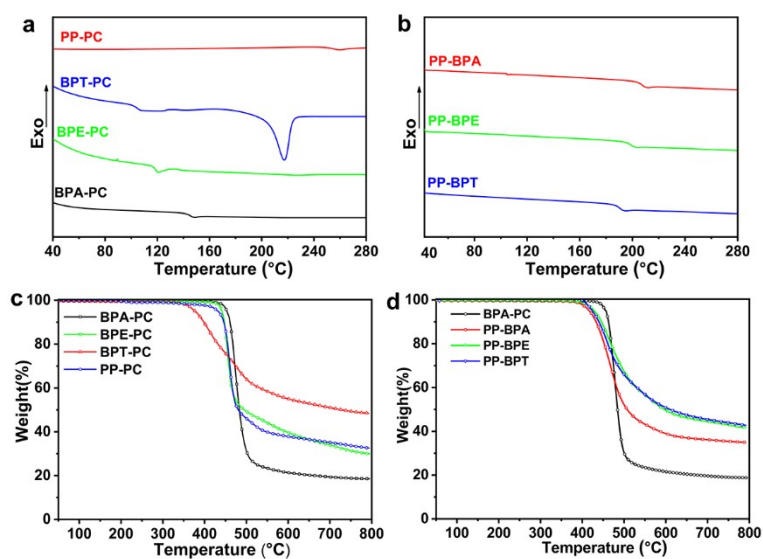 a
PP-PC
BPT-PC
BPE-PC
BPA-PC
Exo
40 80 120 160 200 240 280
Temperature (°C)
b
PP-BPA
PP-BPE
PP-BPT
Exo
40 80 120 160 200 240 280
Temperature (°C)
c
BPA-PC
BPE-PC
BPT-PC
PP-PC
100
80
60
40
20
0
Weight(%)
100 200 300 400 500 600 700 800
Temperature (°C)
d
BPA-PC
PP-BPA
PP-BPE
PP-BPT
100
80
60
40
20
0
Weight(%)
100 200 300 400 500 600 700 800
Temperature (°C)